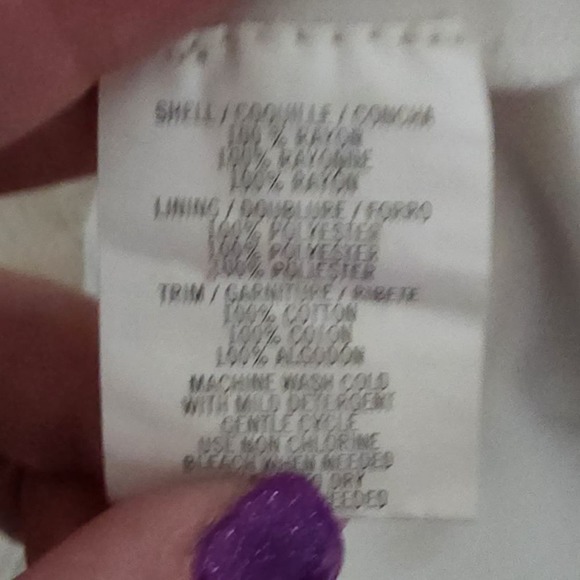 SHELL / COQUILLE / CONCHA
100 % RAYON
100% RAYONNE
100% RAYON
LINING / DOUBLURE / FORRO
100% POLYESTER
100% POLYESTER
100% POLIESTER
TRIM / GARNITURE / RIBETE
100% COTTON
100% COTON
100% ALGODON
MACHINE WASH COLD
WITH MILD DETERGENT
GENTLE CYCLE
USE NON CHLORINE
BLEACH WHEN NEEDED
DRY
NEEDED